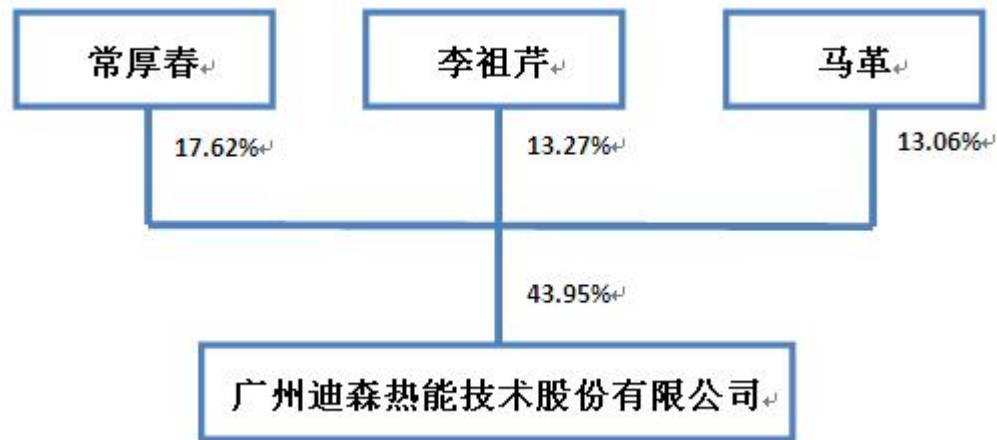 常厚春
李祖芹
马革
17.62%
13.27%
13.06%
43.95%
广州迪森热能技术股份有限公司